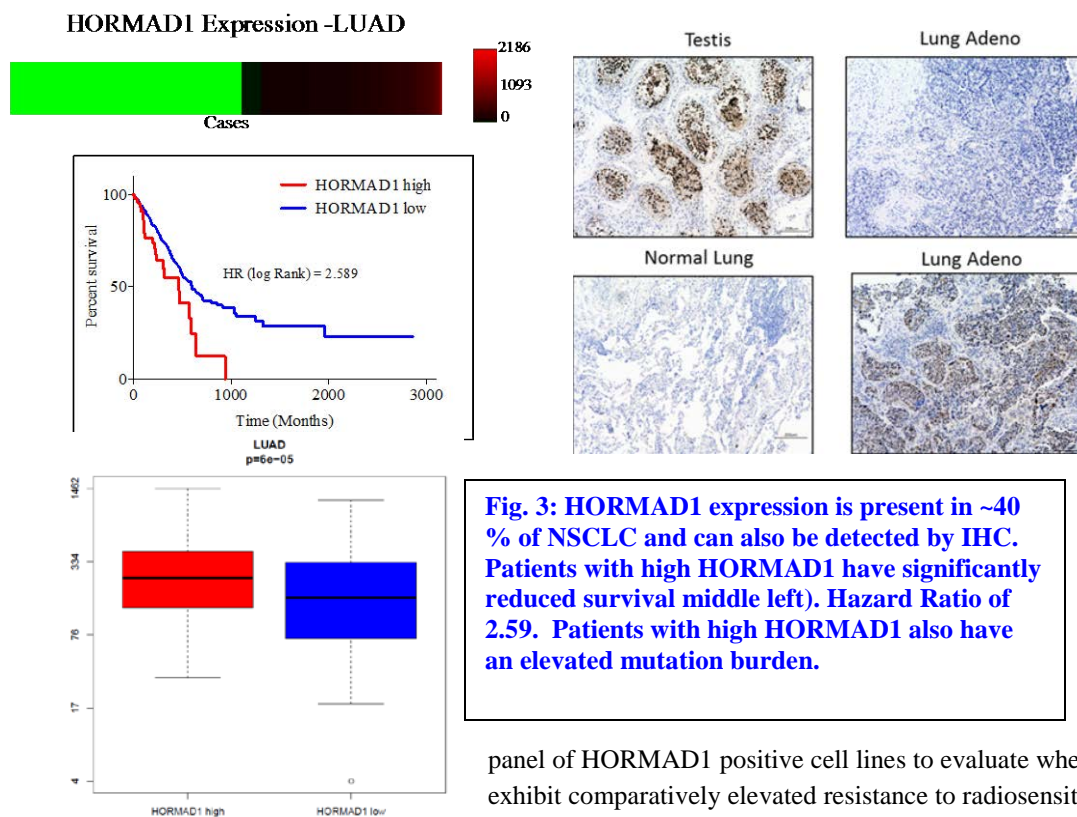 HORMAD1 Expression -LUAD
2186
1093
0
Cases
HORMAD1 high
HORMAD1 low
100
50
0
Percent survival
HR (log Rank) = 2.589
0 1000 2000 3000
Time (Months)
LUAD
p=6e-05
1462
334
76
17
4
HORMAD1 high HORMAD1 low
Testis
Lung Adeno
Normal Lung
Lung Adeno
Fig. 3: HORMAD1 expression is present in ~40
% of NSCLC and can also be detected by IHC.
Patients with high HORMAD1 have significantly
reduced survival middle left). Hazard Ratio of
2.59. Patients with high HORMAD1 also have
an elevated mutation burden.
panel of HORMAD1 positive cell lines to evaluate whe
exhibit comparatively elevated resistance to radiosensit